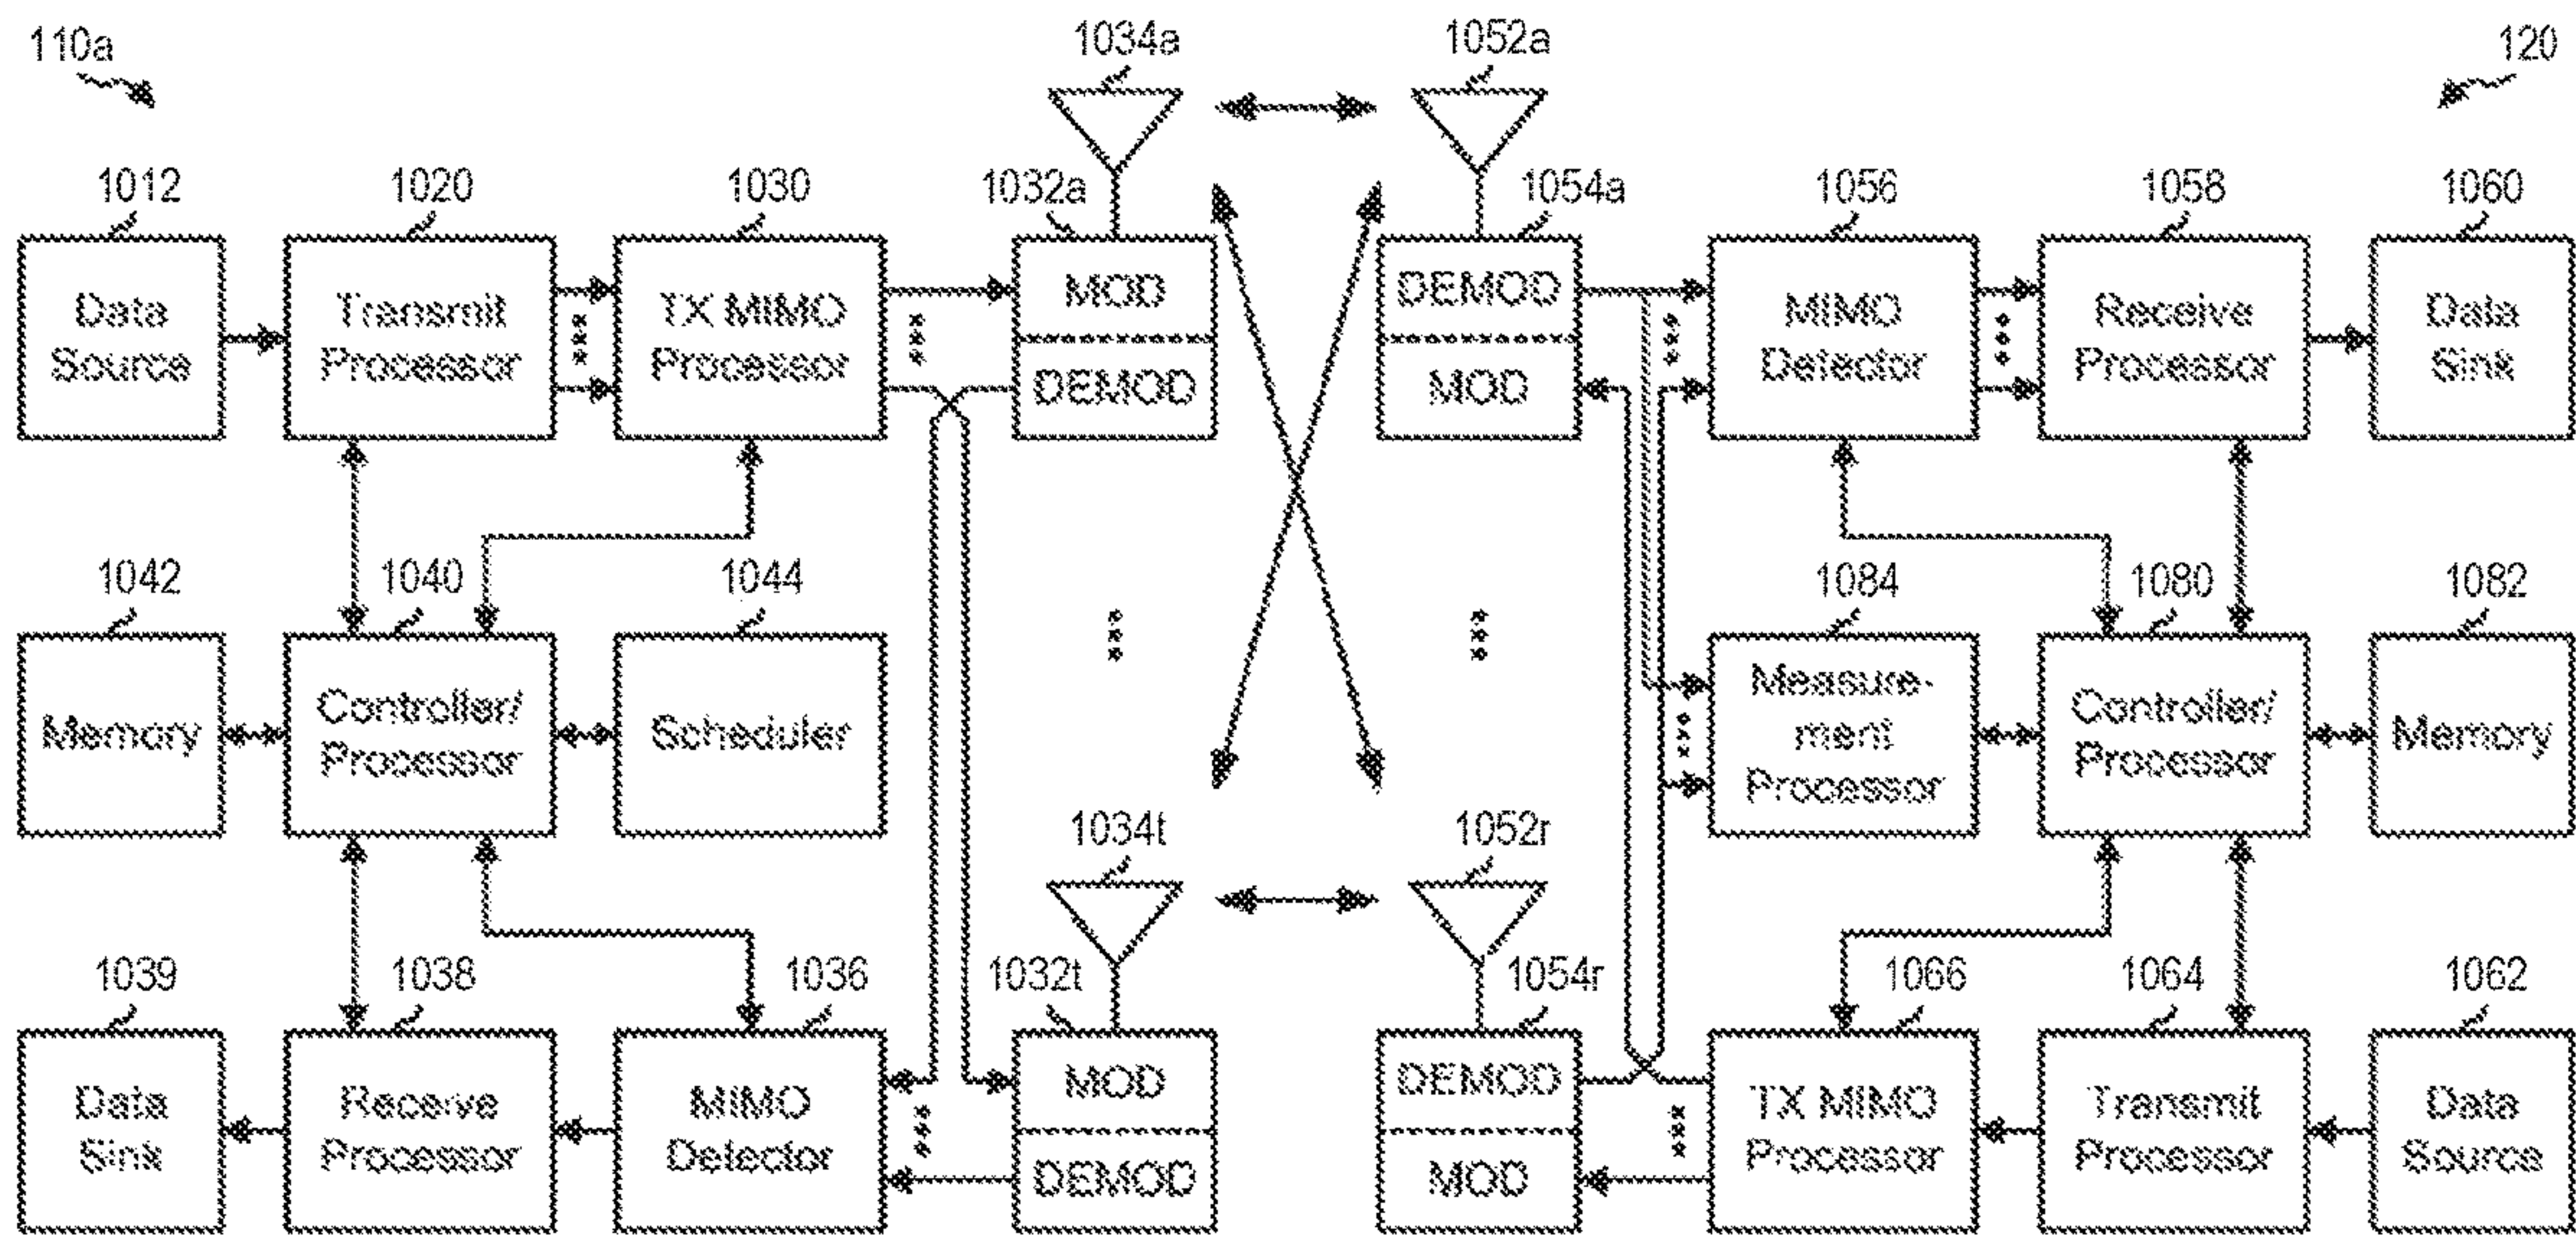 110a
1034a
1052a
120
1012
1020
1030
1032a
1054a
1056
1058
1060
Data
Source
Transmit
Processor
TX MIMO
Processor
MOD
DEMOD
DEMOD
MOD
MIMO
Detector
Receive
Processor
Data
Sink
1042
1040
1044
1084
1080
1082
Memory
Controller/
Processor
Scheduler
Measure-
ment
Processor
Controller/
Processor
Memory
1034t
1052r
1039
1038
1036
1032t
1054r
1066
1064
1062
Data
Sink
Receive
Processor
MIMO
Detector
MOD
DEMOD
DEMOD
MOD
TX MIMO
Processor
Transmit
Processor
Data
Source